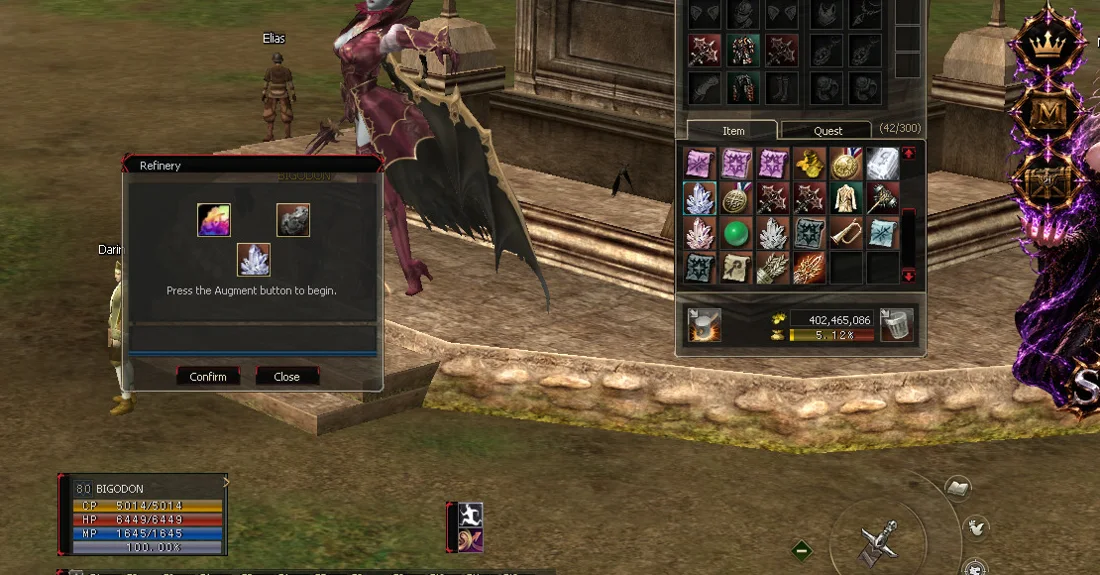 Elias
Item
Quest
(42/300)
Refinery
BIGODON
Press the Augment button to begin.
402,465,086
5.12%
Confirm
Close
80 BIGODON
CP 5014/5014
HP 6449/6449
MP 1645/1645
100.00%
M